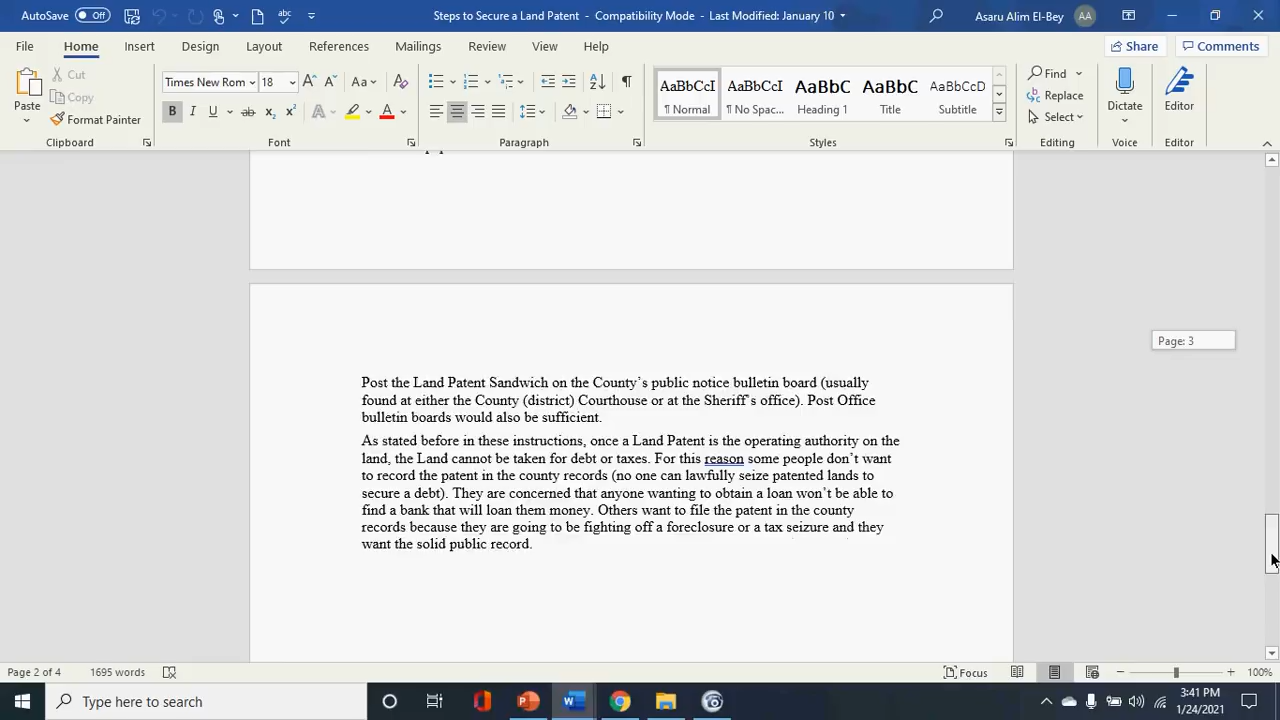 AutoSave Off Steps to Secure a Land Patent - Compatibility Mode - Last Modified: January 10 Asaru Alim El-Bey AA
File Home Insert Design Layout References Mailings Review View Help Share Comments
Paste Cut Copy Format Painter
Times New Rom 18 Aa
AaBbCcI AaBbCcI AaBbC AaBbC AaBbCcD
¶ Normal ¶ No Spac... Heading 1 Title Subtitle
Find Replace Select Dictate Editor
Clipboard Font Paragraph Styles Editing Voice Editor
Page: 3
Post the Land Patent Sandwich on the County's public notice bulletin board (usually
found at either the County (district) Courthouse or at the Sheriff's office). Post Office
bulletin boards would also be sufficient.
As stated before in these instructions, once a Land Patent is the operating authority on the
land, the Land cannot be taken for debt or taxes. For this reason some people don't want
to record the patent in the county records (no one can lawfully seize patented lands to
secure a debt). They are concerned that anyone wanting to obtain a loan won't be able to
find a bank that will loan them money. Others want to file the patent in the county
records because they are going to be fighting off a foreclosure or a tax seizure and they
want the solid public record.
Page 2 of 4 1695 words Focus 100%
Type here to search 3:41 PM
1/24/2021